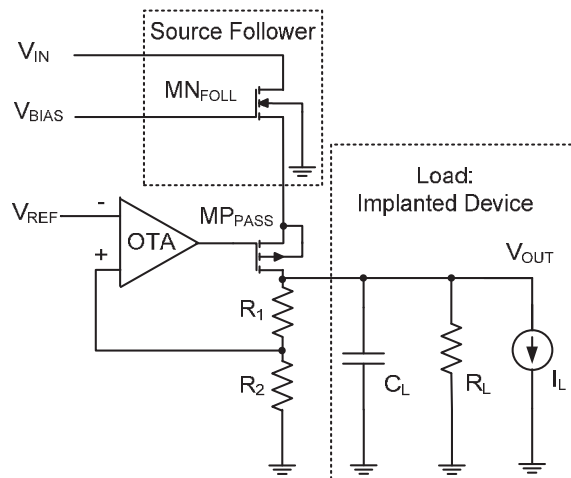 Source Follower
V_IN
MN_FOLL
V_BIAS
Load:
Implanted Device
MP_PASS
V_REF
-
+
OTA
V_OUT
R_1
R_2
C_L
R_L
I_L